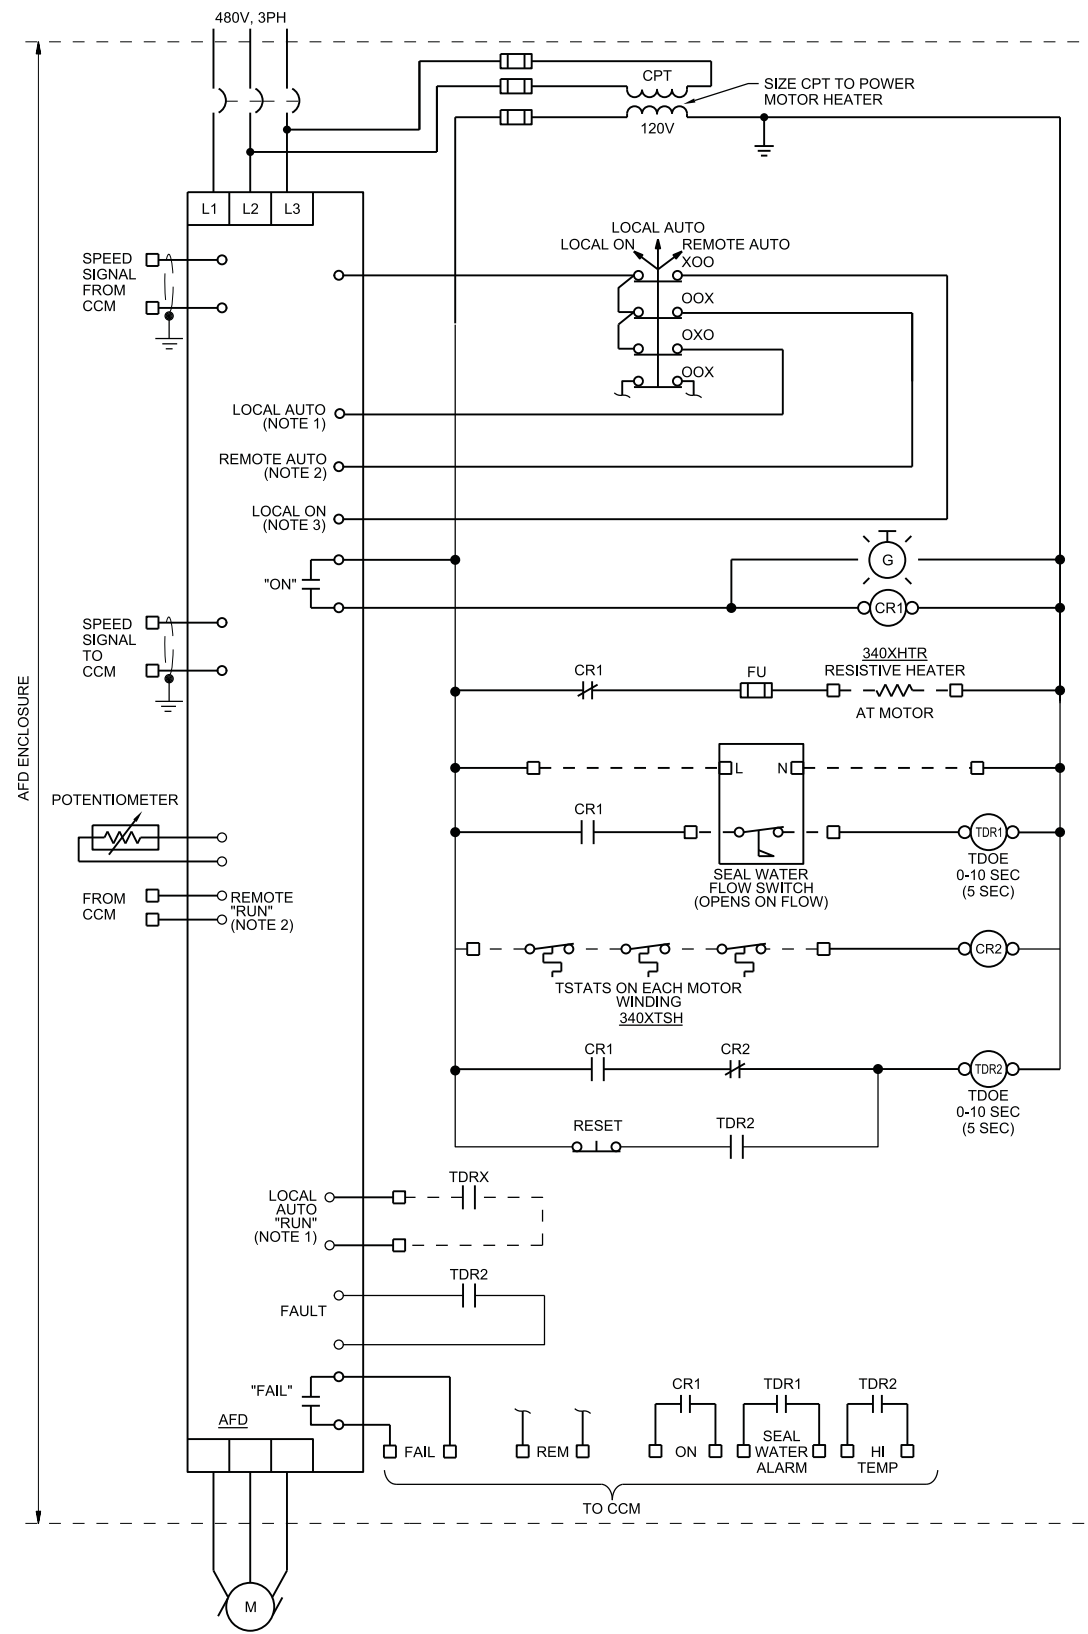 480V, 3PH
CPT
SIZE CPT TO POWER
MOTOR HEATER
120V
L1
L2
L3
LOCAL AUTO
LOCAL ON
REMOTE AUTO
XOO
OOX
OXO
OOX
SPEED
SIGNAL
FROM
CCM
LOCAL AUTO
(NOTE 1)
REMOTE AUTO
(NOTE 2)
LOCAL ON
(NOTE 3)
"ON"
G
CR1
SPEED
SIGNAL
TO
CCM
CR1
FU
340XHTR
RESISTIVE HEATER
AT MOTOR
AFD ENCLOSURE
L
N
POTENTIOMETER
CR1
TDR1
TDOE
0-10 SEC
(5 SEC)
SEAL WATER
FLOW SWITCH
(OPENS ON FLOW)
FROM
CCM
REMOTE
"RUN"
(NOTE 2)
CR2
TSTATS ON EACH MOTOR
WINDING
340XTSH
CR1
CR2
TDR2
TDOE
0-10 SEC
(5 SEC)
RESET
TDR2
LOCAL
AUTO
"RUN"
(NOTE 1)
TDRX
TDR2
FAULT
"FAIL"
AFD
FAIL
REM
CR1
ON
TDR1
SEAL
WATER
ALARM
TDR2
HI
TEMP
TO CCM
M